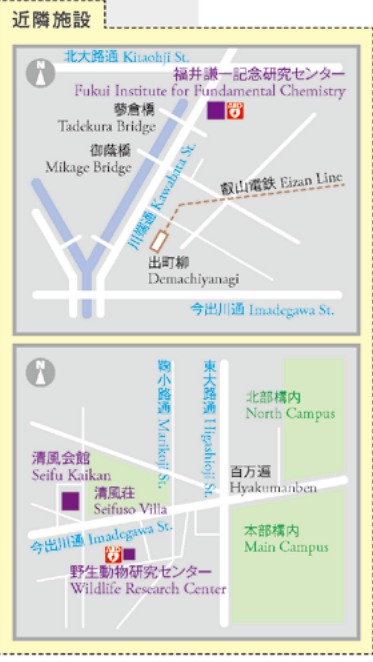 近隣施設
N
北大路通 Kitaohji St.
福井謙一記念研究センター
Fukui Institute for Fundamental Chemistry
AED
蓼倉橋
Tadekura Bridge
御蔭橋
Mikage Bridge
川端通 Kawabata St.
叡山電鉄 Eizan Line
出町柳
Demachiyanagi
今出川通 Imadegawa St.
N
鞠小路通 Marikoji St.
東大路通 Higashioji St.
北部構内
North Campus
清風会館
Seifu Kaikan
清風荘
Seifuso Villa
百万遍
Hyakumanben
今出川通 Imadegawa St.
本部構内
Main Campus
AED
野生動物研究センター
Wildlife Research Center